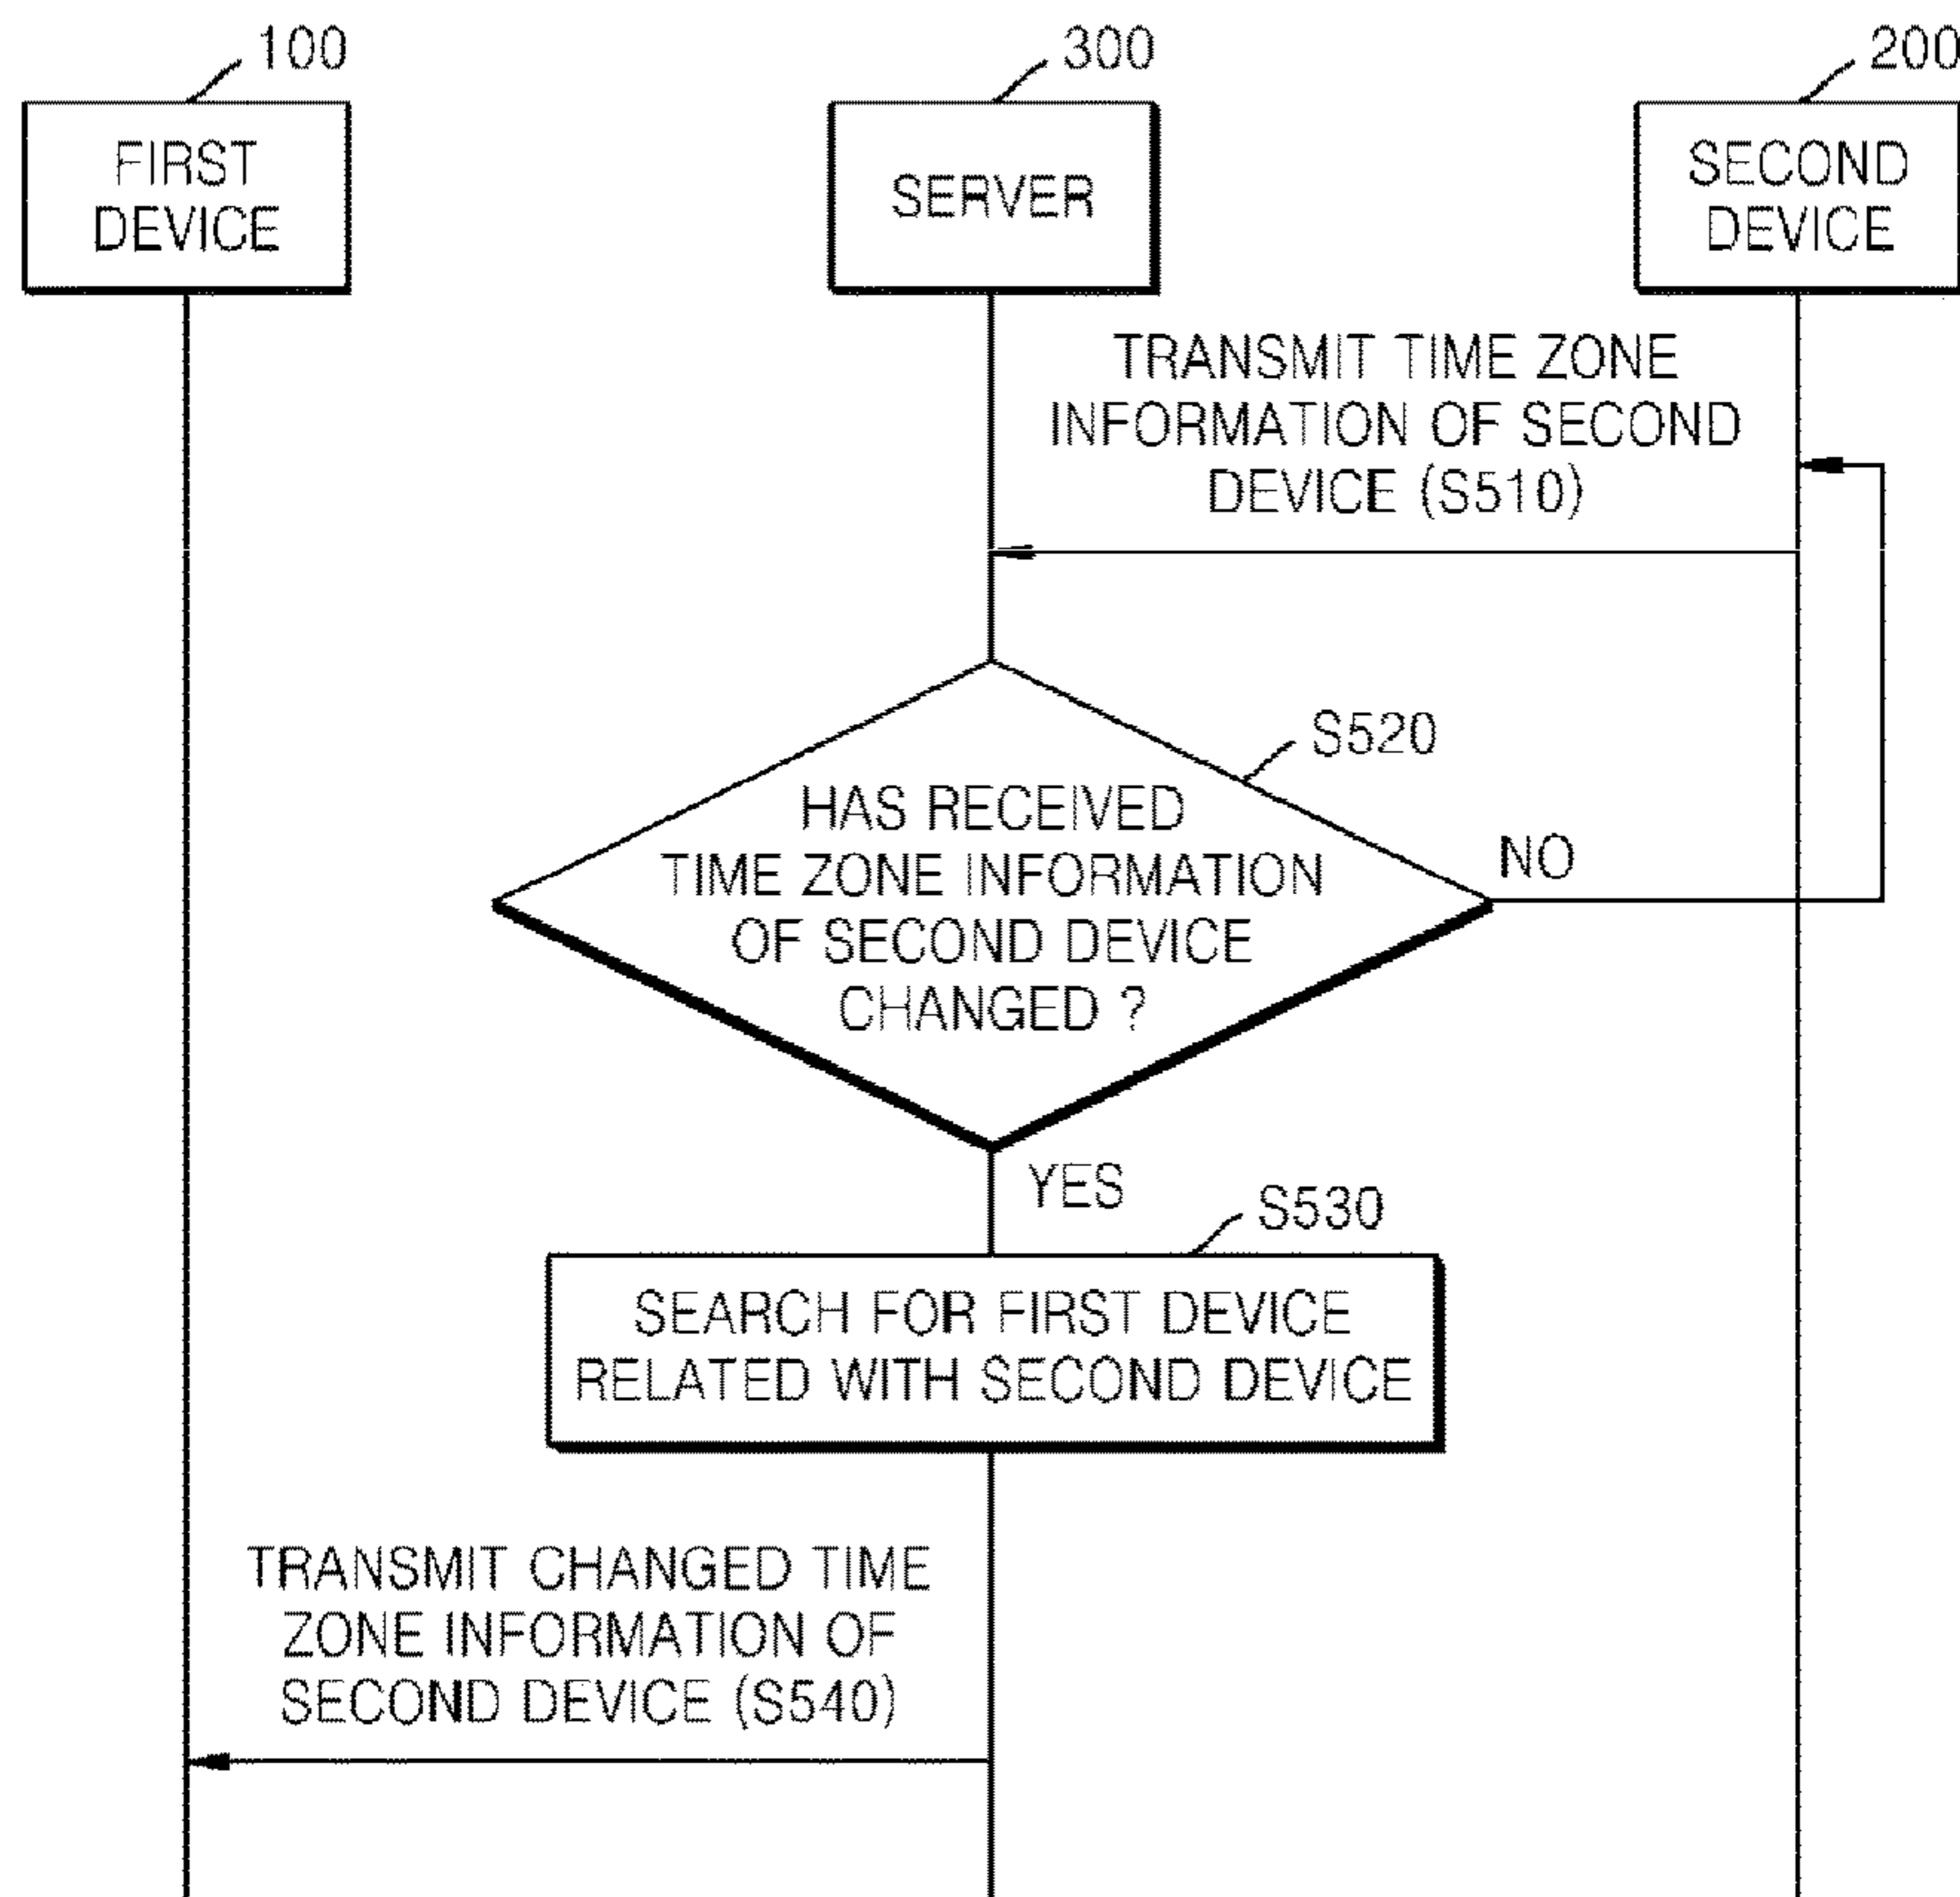 100
300
200
FIRST
DEVICE
SERVER
SECOND
DEVICE
TRANSMIT TIME ZONE
INFORMATION OF SECOND
DEVICE (S510)
S520
HAS RECEIVED
TIME ZONE INFORMATION
OF SECOND DEVICE
CHANGED ?
NO
YES
S530
SEARCH FOR FIRST DEVICE
RELATED WITH SECOND DEVICE
TRANSMIT CHANGED TIME
ZONE INFORMATION OF
SECOND DEVICE (S540)